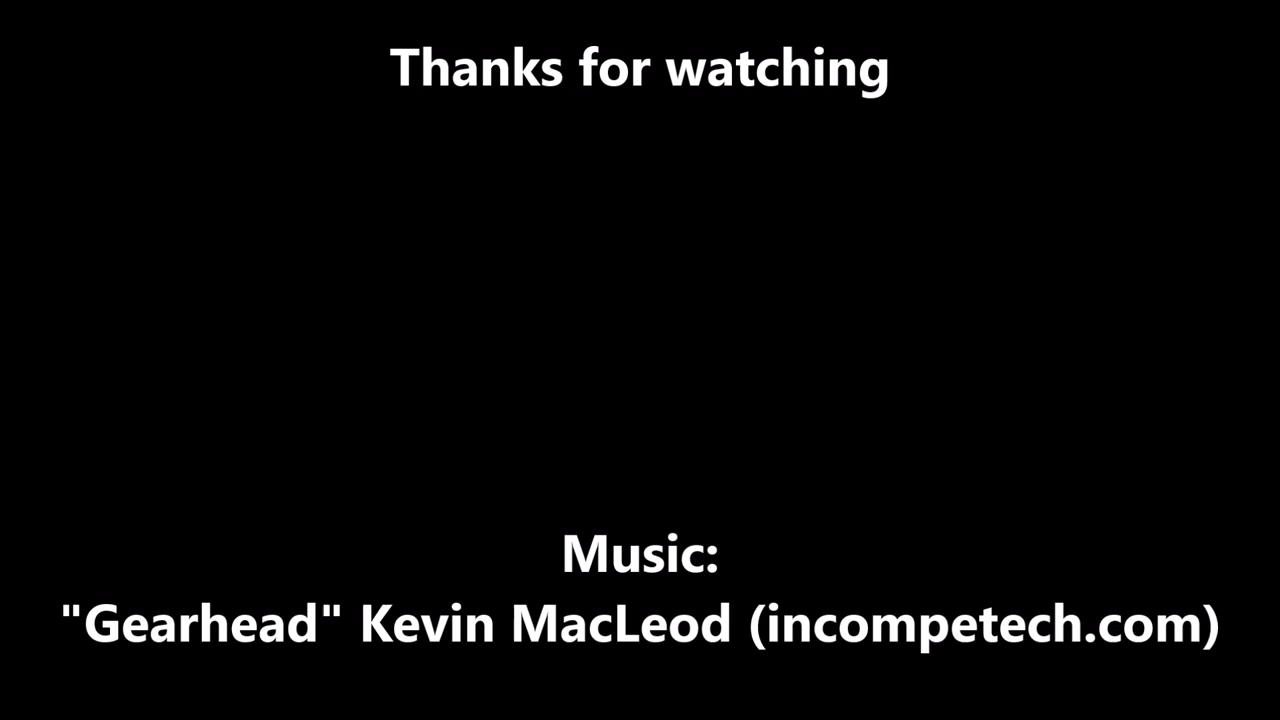 Thanks for watching
Music:
"Gearhead" Kevin MacLeod (incompetech.com)